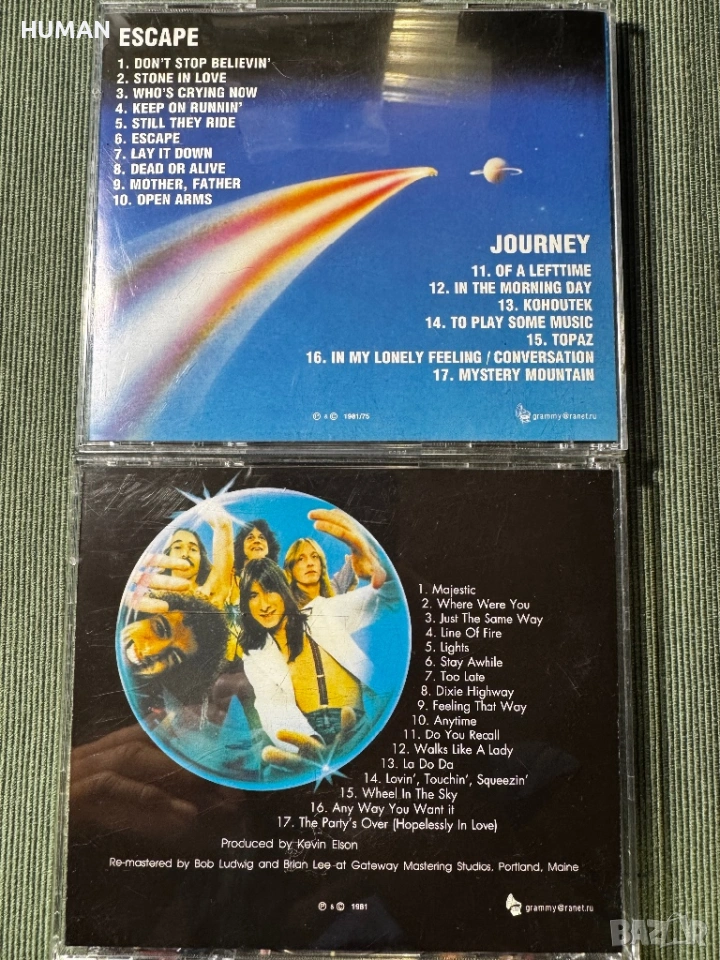 HUMAN
ESCAPE
1. DON'T STOP BELIEVIN'
2. STONE IN LOVE
3. WHO'S CRYING NOW
4. KEEP ON RUNNIN'
5. STILL THEY RIDE
6. ESCAPE
7. LAY IT DOWN
8. DEAD OR ALIVE
9. MOTHER, FATHER
10. OPEN ARMS
JOURNEY
11. OF A LEFTTIME
12. IN THE MORNING DAY
13. KOHOUTEK
14. TO PLAY SOME MUSIC
15. TOPAZ
16. IN MY LONELY FEELING / CONVERSATION
17. MYSTERY MOUNTAIN
℗ & © 1981/75
grammy@ranet.ru
1. Majestic
2. Where Were You
3. Just The Same Way
4. Line Of Fire
5. Lights
6. Stay Awhile
7. Too Late
8. Dixie Highway
9. Feeling That Way
10. Anytime
11. Do You Recall
12. Walks Like A Lady
13. La Do Da
14. Lovin', Touchin', Squeezin'
15. Wheel In The Sky
16. Any Way You Want it
17. The Party's Over (Hopelessly In Love)
Produced by Kevin Elson
Re-mastered by Bob Ludwig and Brian Lee at Gateway Mastering Studios, Portland, Maine
℗ & © 1981
grammy@ranet.ru
BAZAR